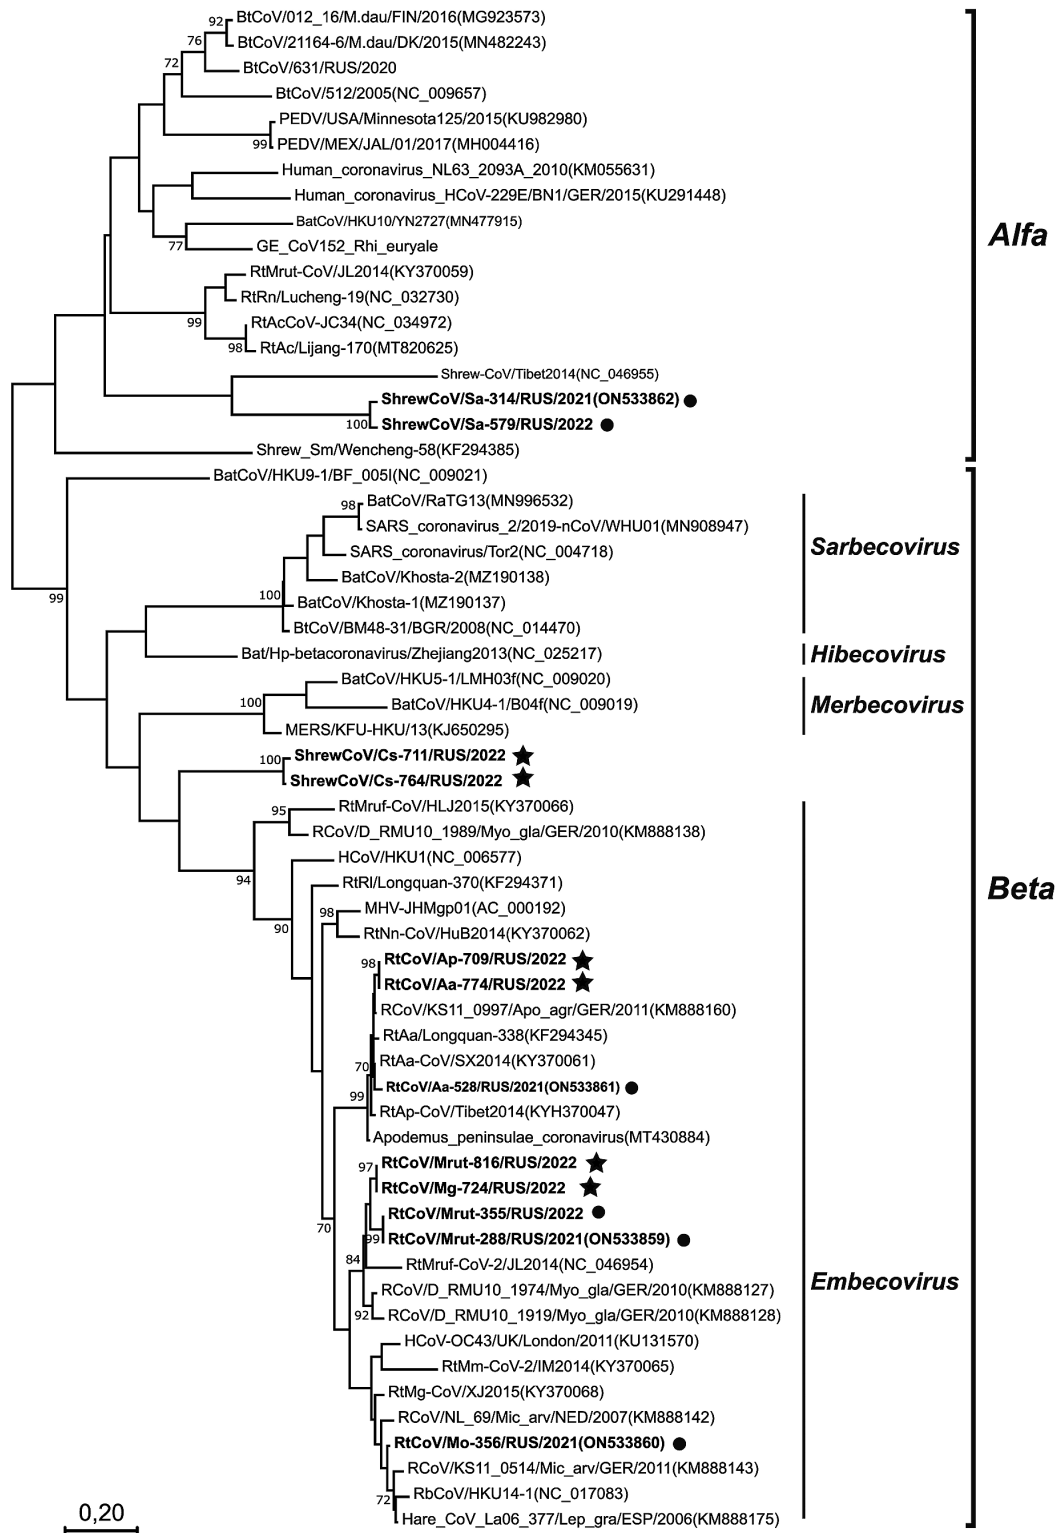 92
BtCoV/012_16/M.dau/FIN/2016(MG923573)
76
BtCoV/21164-6/M.dau/DK/2015(MN482243)
72
BtCoV/631/RUS/2020
BtCoV/512/2005(NC_009657)
PEDV/USA/Minnesota125/2015(KU982980)
99
PEDV/MEX/JAL/01/2017(MH004416)
Human_coronavirus_NL63_2093A_2010(KM055631)
Human_coronavirus_HCoV-229E/BN1/GER/2015(KU291448)
BatCoV/HKU10/YN2727(MN477915)
Alfa
77
GE_CoV152_Rhi_euryale
RtMrut-CoV/JL2014(KY370059)
RtRn/Lucheng-19(NC_032730)
99
RtAcCoV-JC34(NC_034972)
98
RtAc/Lijang-170(MT820625)
Shrew-CoV/Tibet2014(NC_046955)
ShrewCoV/Sa-314/RUS/2021(ON533862)
100
ShrewCoV/Sa-579/RUS/2022
Shrew_Sm/Wencheng-58(KF294385)
BatCoV/HKU9-1/BF_005I(NC_009021)
98
BatCoV/RaTG13(MN996532)
SARS_coronavirus_2/2019-nCoV/WHU01(MN908947)
Sarbecovirus
SARS_coronavirus/Tor2(NC_004718)
BatCoV/Khosta-2(MZ190138)
99
100
BatCoV/Khosta-1(MZ190137)
BtCoV/BM48-31/BGR/2008(NC_014470)
Bat/Hp-betacoronavirus/Zhejiang2013(NC_025217)
Hibecovirus
BatCoV/HKU5-1/LMH03f(NC_009020)
100
BatCoV/HKU4-1/B04f(NC_009019)
Merbecovirus
MERS/KFU-HKU/13(KJ650295)
100
ShrewCoV/Cs-711/RUS/2022
ShrewCoV/Cs-764/RUS/2022
95
RtMruf-CoV/HLJ2015(KY370066)
RCoV/D_RMU10_1989/Myo_gla/GER/2010(KM888138)
HCoV/HKU1(NC_006577)
94
RtRl/Longquan-370(KF294371)
Beta
98
MHV-JHMgp01(AC_000192)
90
RtNn-CoV/HuB2014(KY370062)
98
RtCoV/Ap-709/RUS/2022
RtCoV/Aa-774/RUS/2022
RCoV/KS11_0997/Apo_agr/GER/2011(KM888160)
RtAa/Longquan-338(KF294345)
70
RtAa-CoV/SX2014(KY370061)
99
RtCoV/Aa-528/RUS/2021(ON533861)
RtAp-CoV/Tibet2014(KYH370047)
Apodemus_peninsulae_coronavirus(MT430884)
97
RtCoV/Mrut-816/RUS/2022
RtCoV/Mg-724/RUS/2022
70
RtCoV/Mrut-355/RUS/2022
99
RtCoV/Mrut-288/RUS/2021(ON533859)
84
RtMruf-CoV-2/JL2014(NC_046954)
Embecovirus
RCoV/D_RMU10_1974/Myo_gla/GER/2010(KM888127)
92
RCoV/D_RMU10_1919/Myo_gla/GER/2010(KM888128)
HCoV-OC43/UK/London/2011(KU131570)
RtMm-CoV-2/IM2014(KY370065)
RtMg-CoV/XJ2015(KY370068)
RCoV/NL_69/Mic_arv/NED/2007(KM888142)
RtCoV/Mo-356/RUS/2021(ON533860)
RCoV/KS11_0514/Mic_arv/GER/2011(KM888143)
72
RbCoV/HKU14-1(NC_017083)
Hare_CoV_La06_377/Lep_gra/ESP/2006(KM888175)
0,20